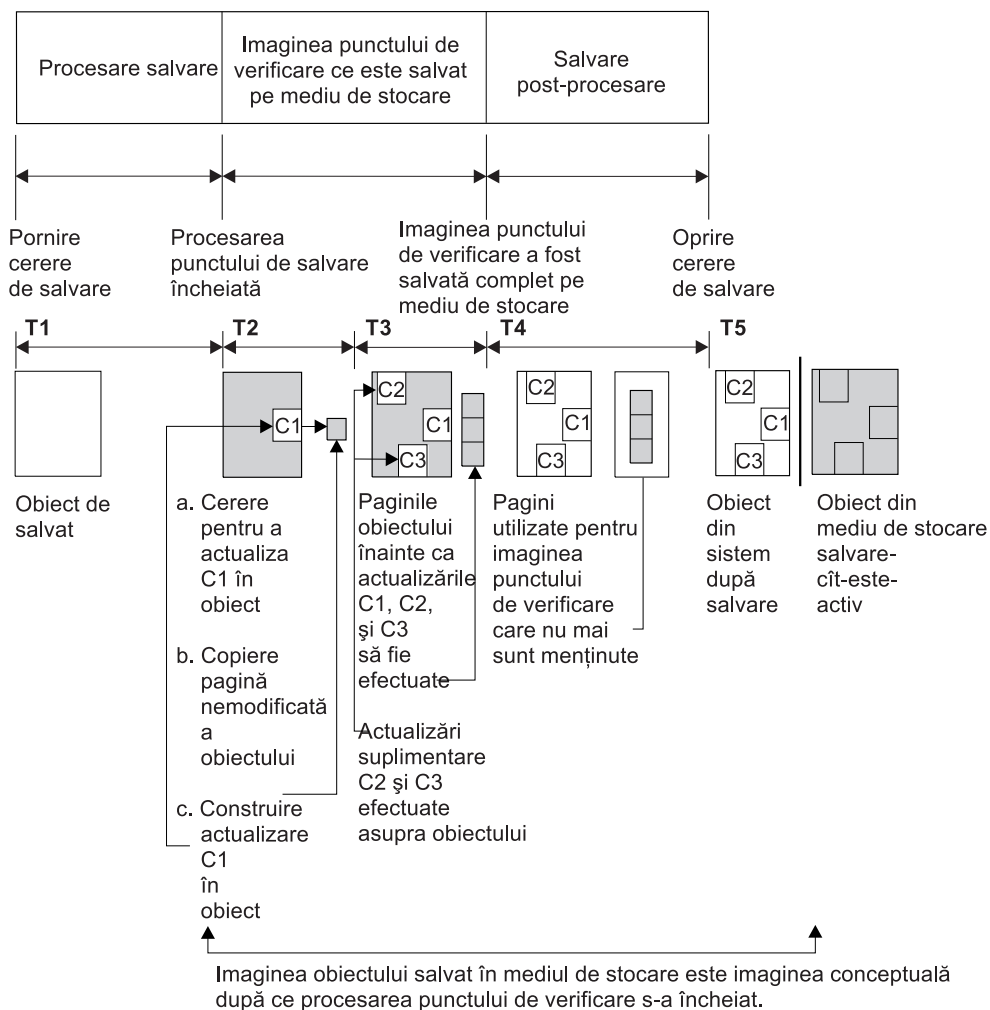 Procesare salvare
Imaginea punctului de
verificare ce este salvat
pe mediu de stocare
Salvare
post-procesare
Pornire
cerere
de salvare
Procesarea
punctului de salvare
încheiată
Imaginea punctului
de verificare a fost
salvată complet pe
mediu de stocare
Oprire
cerere
de salvare
T1
T2
T3
T4
T5
C1
C2
C1
C3
C2
C1
C3
C2
C1
C3
Obiect de
salvat
a. Cerere
pentru a
actualiza
C1 în
obiect
b. Copiere
pagină
nemodificată
a
obiectului
c. Construire
actualizare
C1
în
obiect
Paginile
obiectului
înainte ca
actualizările
C1, C2,
şi C3
să fie
efectuate
Actualizări
suplimentare
C2 şi C3
efectuate
asupra obiectului
Pagini
utilizate pentru
imaginea
punctului
de verificare
care nu mai
sunt menţinute
Obiect
din
sistem
după
salvare
Obiect din
mediu de stocare
salvare-
cît-este-
activ
Imaginea obiectului salvat în mediul de stocare este imaginea conceptuală
după ce procesarea punctului de verificare s-a încheiat.